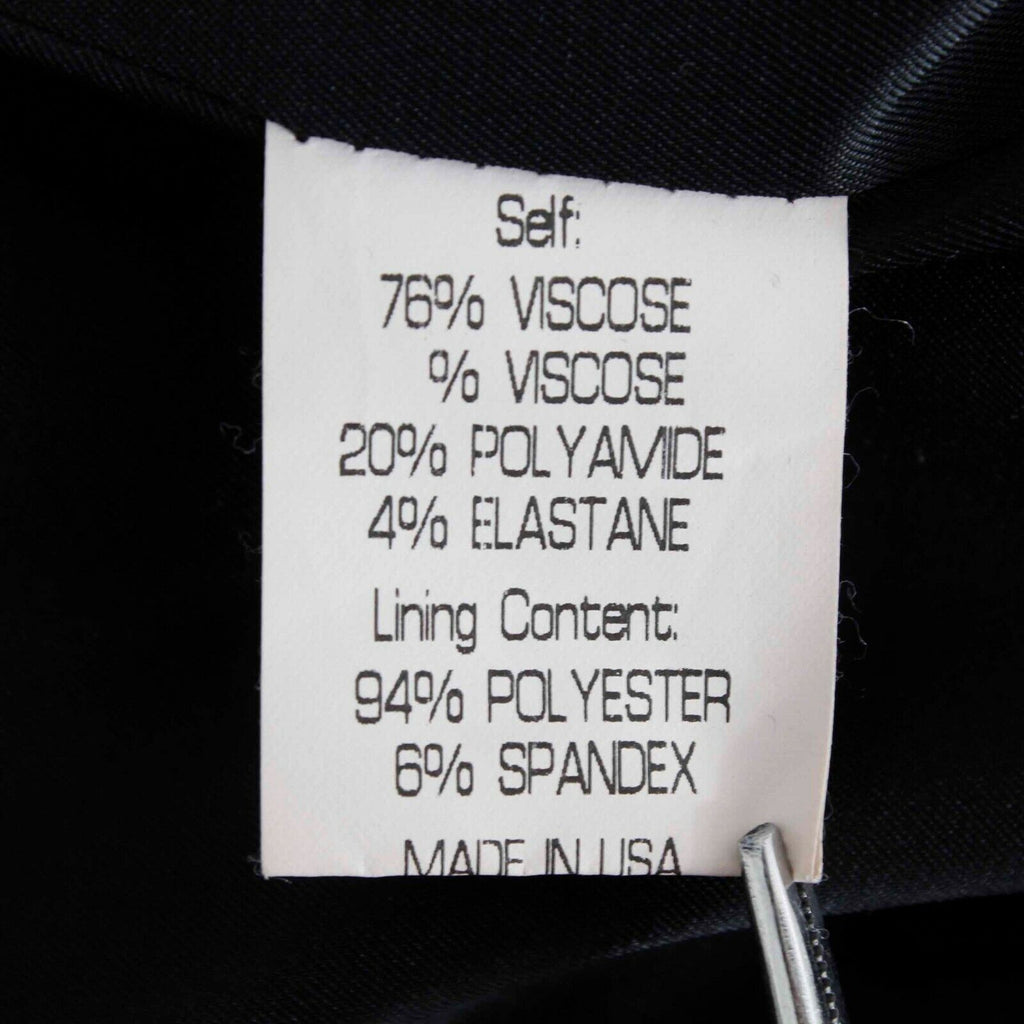 Self:
76% VISCOSE
% VISCOSE
20% POLYAMIDE
4% ELASTANE
Lining Content:
94% POLYESTER
6% SPANDEX
MADE IN USA